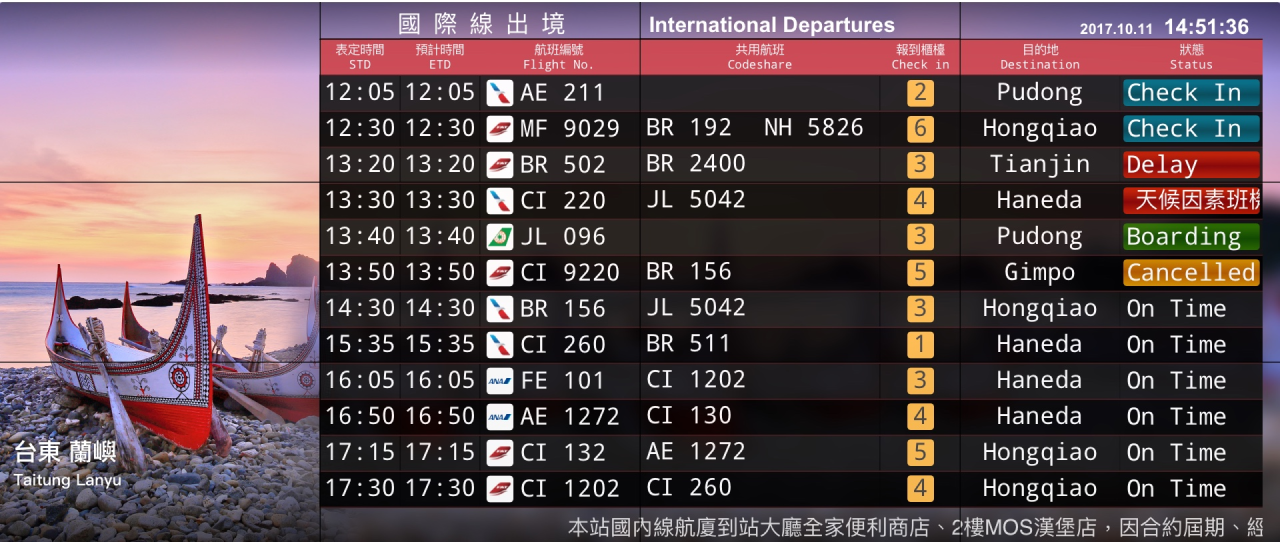 國際線出境 International Departures 2017.10.11 14:51:36
表定時間 預計時間 航班編號 共用航班 報到櫃檯 目的地 狀態
STD ETD Flight No. Codeshare Check in Destination Status
12:05 12:05 AE 211 2 Pudong Check In
12:30 12:30 MF 9029 BR 192 NH 5826 6 Hongqiao Check In
13:20 13:20 BR 502 BR 2400 3 Tianjin Delay
13:30 13:30 CI 220 JL 5042 4 Haneda 天候因素班機
13:40 13:40 JL 096 3 Pudong Boarding
13:50 13:50 CI 9220 BR 156 5 Gimpo Cancelled
14:30 14:30 BR 156 JL 5042 3 Hongqiao On Time
15:35 15:35 CI 260 BR 511 1 Haneda On Time
16:05 16:05 ANA FE 101 CI 1202 3 Haneda On Time
16:50 16:50 ANA AE 1272 CI 130 4 Haneda On Time
17:15 17:15 CI 132 AE 1272 5 Hongqiao On Time
17:30 17:30 CI 1202 CI 260 4 Hongqiao On Time
台東 蘭嶼
Taitung Lanyu
本站國內線航廈到站大廳全家便利商店、2樓MOS漢堡店，因合約屆期、經